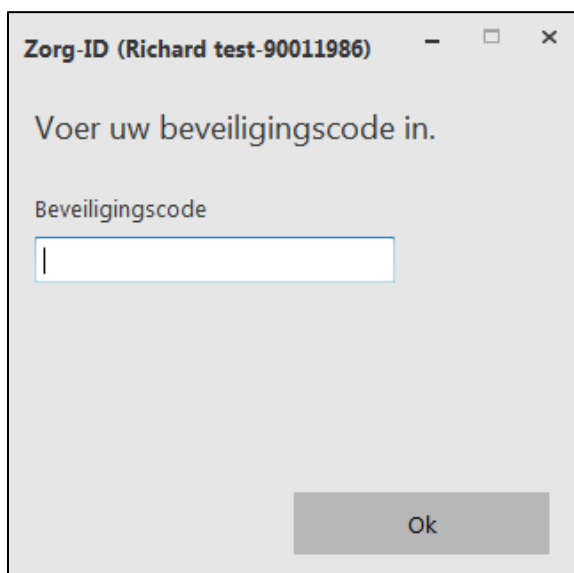 Zorg-ID (Richard test-90011986)
Voer uw beveiligingscode in.
Beveiligingscode
Ok